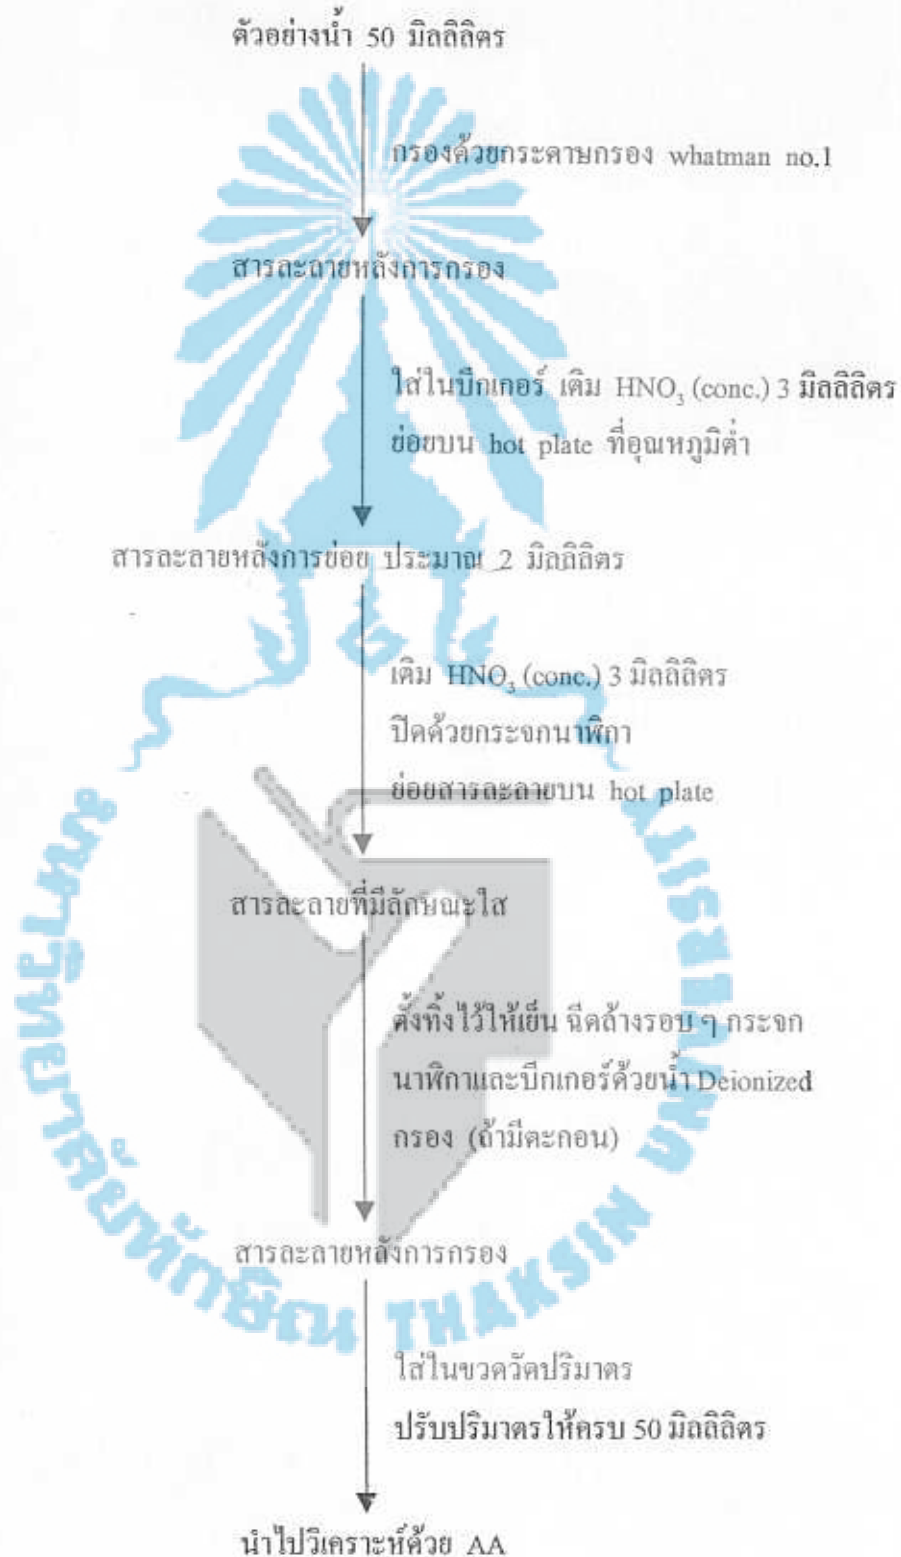 ตัวอย่างน้ำ 50 มิลลิลิตร
กรองด้วยกระดาษกรอง whatman no.1
สารละลายหลังการกรอง
ใส่ในบีกเกอร์ เติม HNO₃ (conc.) 3 มิลลิลิตร
ย่อยบน hot plate ที่อุณหภูมิต่ำ
สารละลายหลังการย่อย ประมาณ 2 มิลลิลิตร
เติม HNO₃ (conc.) 3 มิลลิลิตร
ปิดด้วยกระจกนาฬิกา
ย่อยสารละลายบน hot plate
สารละลายที่มีลักษณะใส
ตั้งทิ้งไว้ให้เย็น ฉีดล้างรอบ ๆ กระจก
นาฬิกาและบีกเกอร์ด้วยน้ำ Deionized
กรอง (ถ้ามีตะกอน)
สารละลายหลังการกรอง
ใส่ในขวดวัดปริมาตร
ปรับปริมาตรให้ครบ 50 มิลลิลิตร
นำไปวิเคราะห์ด้วย AA
มหาวิทยาลัยทักษิณ THAKSIN UNIVERSITY